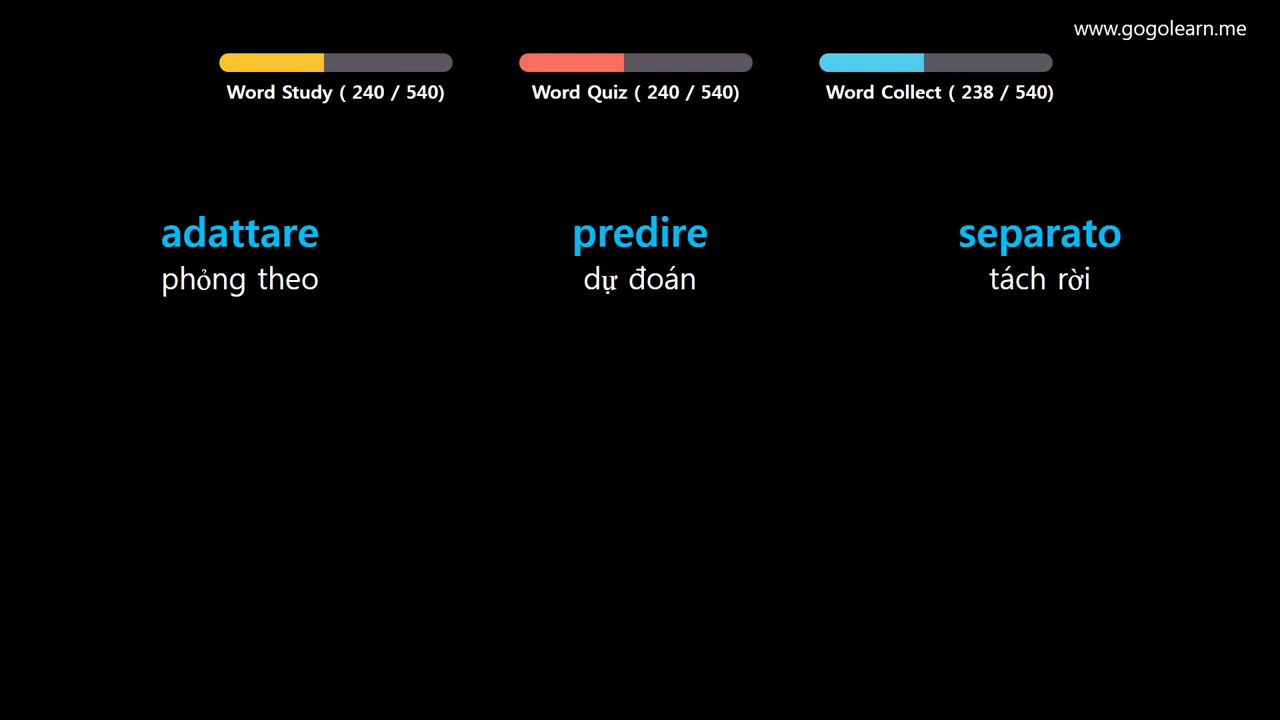 www.gogolearn.me
Word Study ( 240 / 540)
Word Quiz ( 240 / 540)
Word Collect ( 238 / 540)
adattare
phỏng theo
predire
dự đoán
separato
tách rời